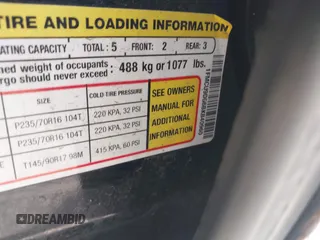 TIRE AND LOADING INFORMATION
ATING CAPACITY TOTAL: 5 FRONT: 2 REAR: 3
ned weight of occupants
rgo should never exceed : 488 kg or 1077 lbs.
SIZE COLD TIRE PRESSURE
P235/70R16 104T 220 KPA, 32 PSI
P235/70R16 104T 220 KPA, 32 PSI
T145/90R17 98M 415 KPA, 60 PSI
SEE OWNERS
MANUAL FOR
ADDITIONAL
INFORMATION
AUTOBIDMASTER